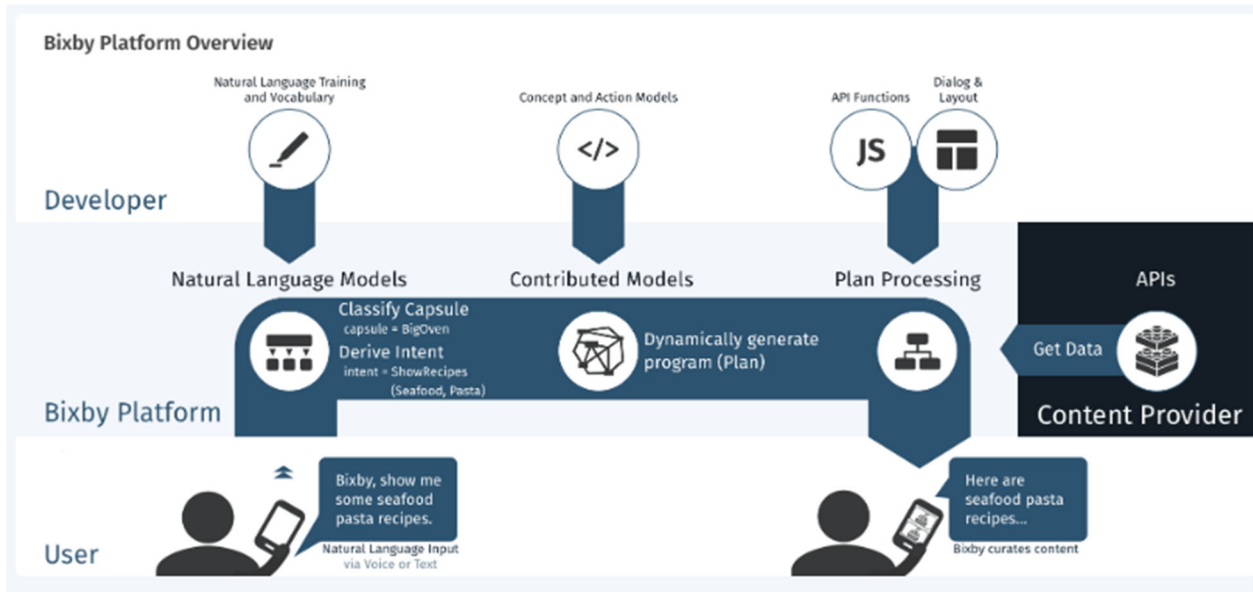 Bixby Platform Overview
Natural Language Training
and Vocabulary
Concept and Action Models
API Functions
Dialog &
Layout
</>
JS
Developer
Natural Language Models
Contributed Models
Plan Processing
APIs
Classify Capsule
capsule = BigOven
Derive Intent
intent = ShowRecipes
(Seafood, Pasta)
Dynamically generate
program (Plan)
Get Data
Bixby Platform
Content Provider
Bixby, show me
some seafood
pasta recipes.
Here are
seafood pasta
recipes...
User
Natural Language Input
via Voice or Text
Bixby curates content